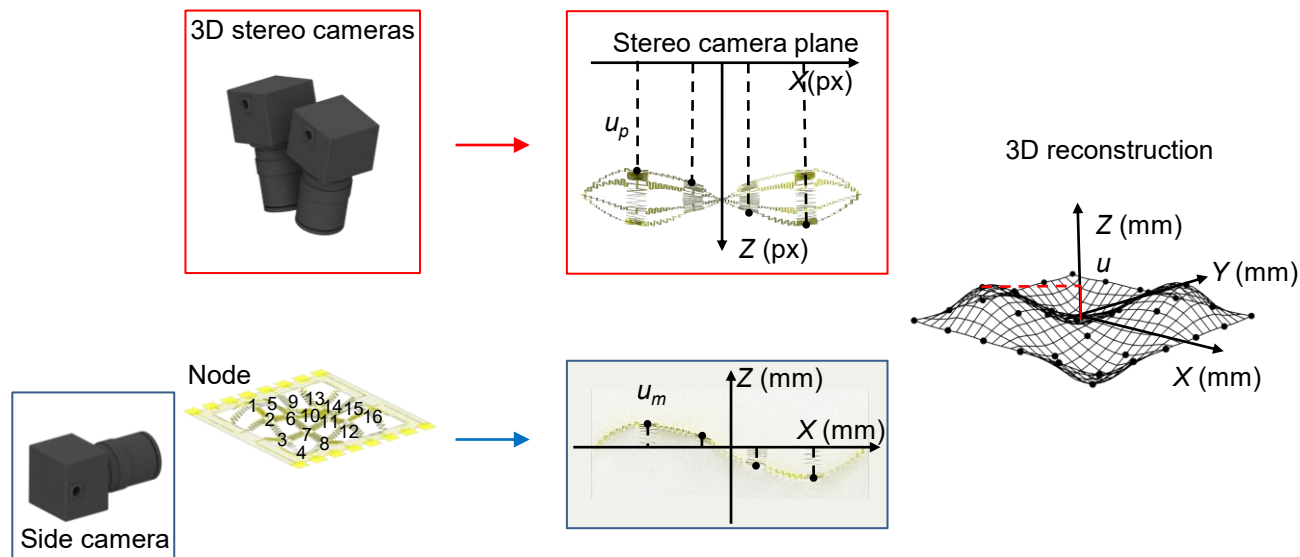 3D stereo cameras
Stereo camera plane
X(px)
u_p
Z (px)
3D reconstruction
Z (mm)
u
Y (mm)
X (mm)
Node
1 5 9 13 14 15 16
2 6 10 11
3 7 8 12
4
Side camera
Z (mm)
u_m
X (mm)